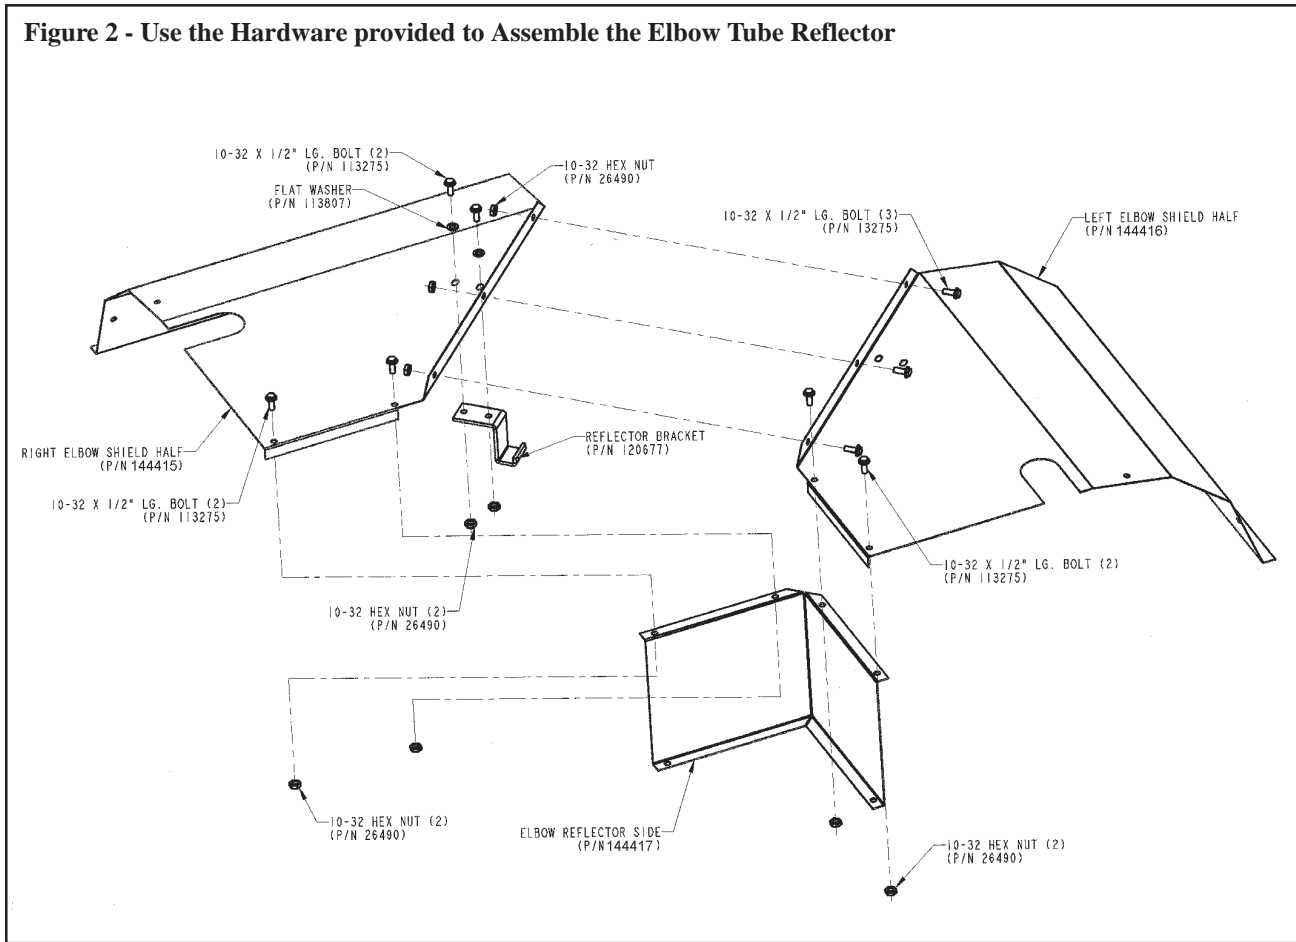 Figure 2 - Use the Hardware provided to Assemble the Elbow Tube Reflector
10-32 X 1/2" LG. BOLT (2)
(P/N 113275)
FLAT WASHER
(P/N 113807)
10-32 HEX NUT
(P/N 26490)
10-32 X 1/2" LG. BOLT (3)
(P/N 13275)
LEFT ELBOW SHIELD HALF
(P/N 144416)
RIGHT ELBOW SHIELD HALF
(P/N 144415)
REFLECTOR BRACKET
(P/N 120677)
10-32 X 1/2" LG. BOLT (2)
(P/N 113275)
10-32 X 1/2" LG. BOLT (2)
(P/N 113275)
10-32 HEX NUT (2)
(P/N 26490)
10-32 HEX NUT (2)
(P/N 26490)
ELBOW REFLECTOR SIDE
(P/N 144417)
10-32 HEX NUT (2)
(P/N 26490)